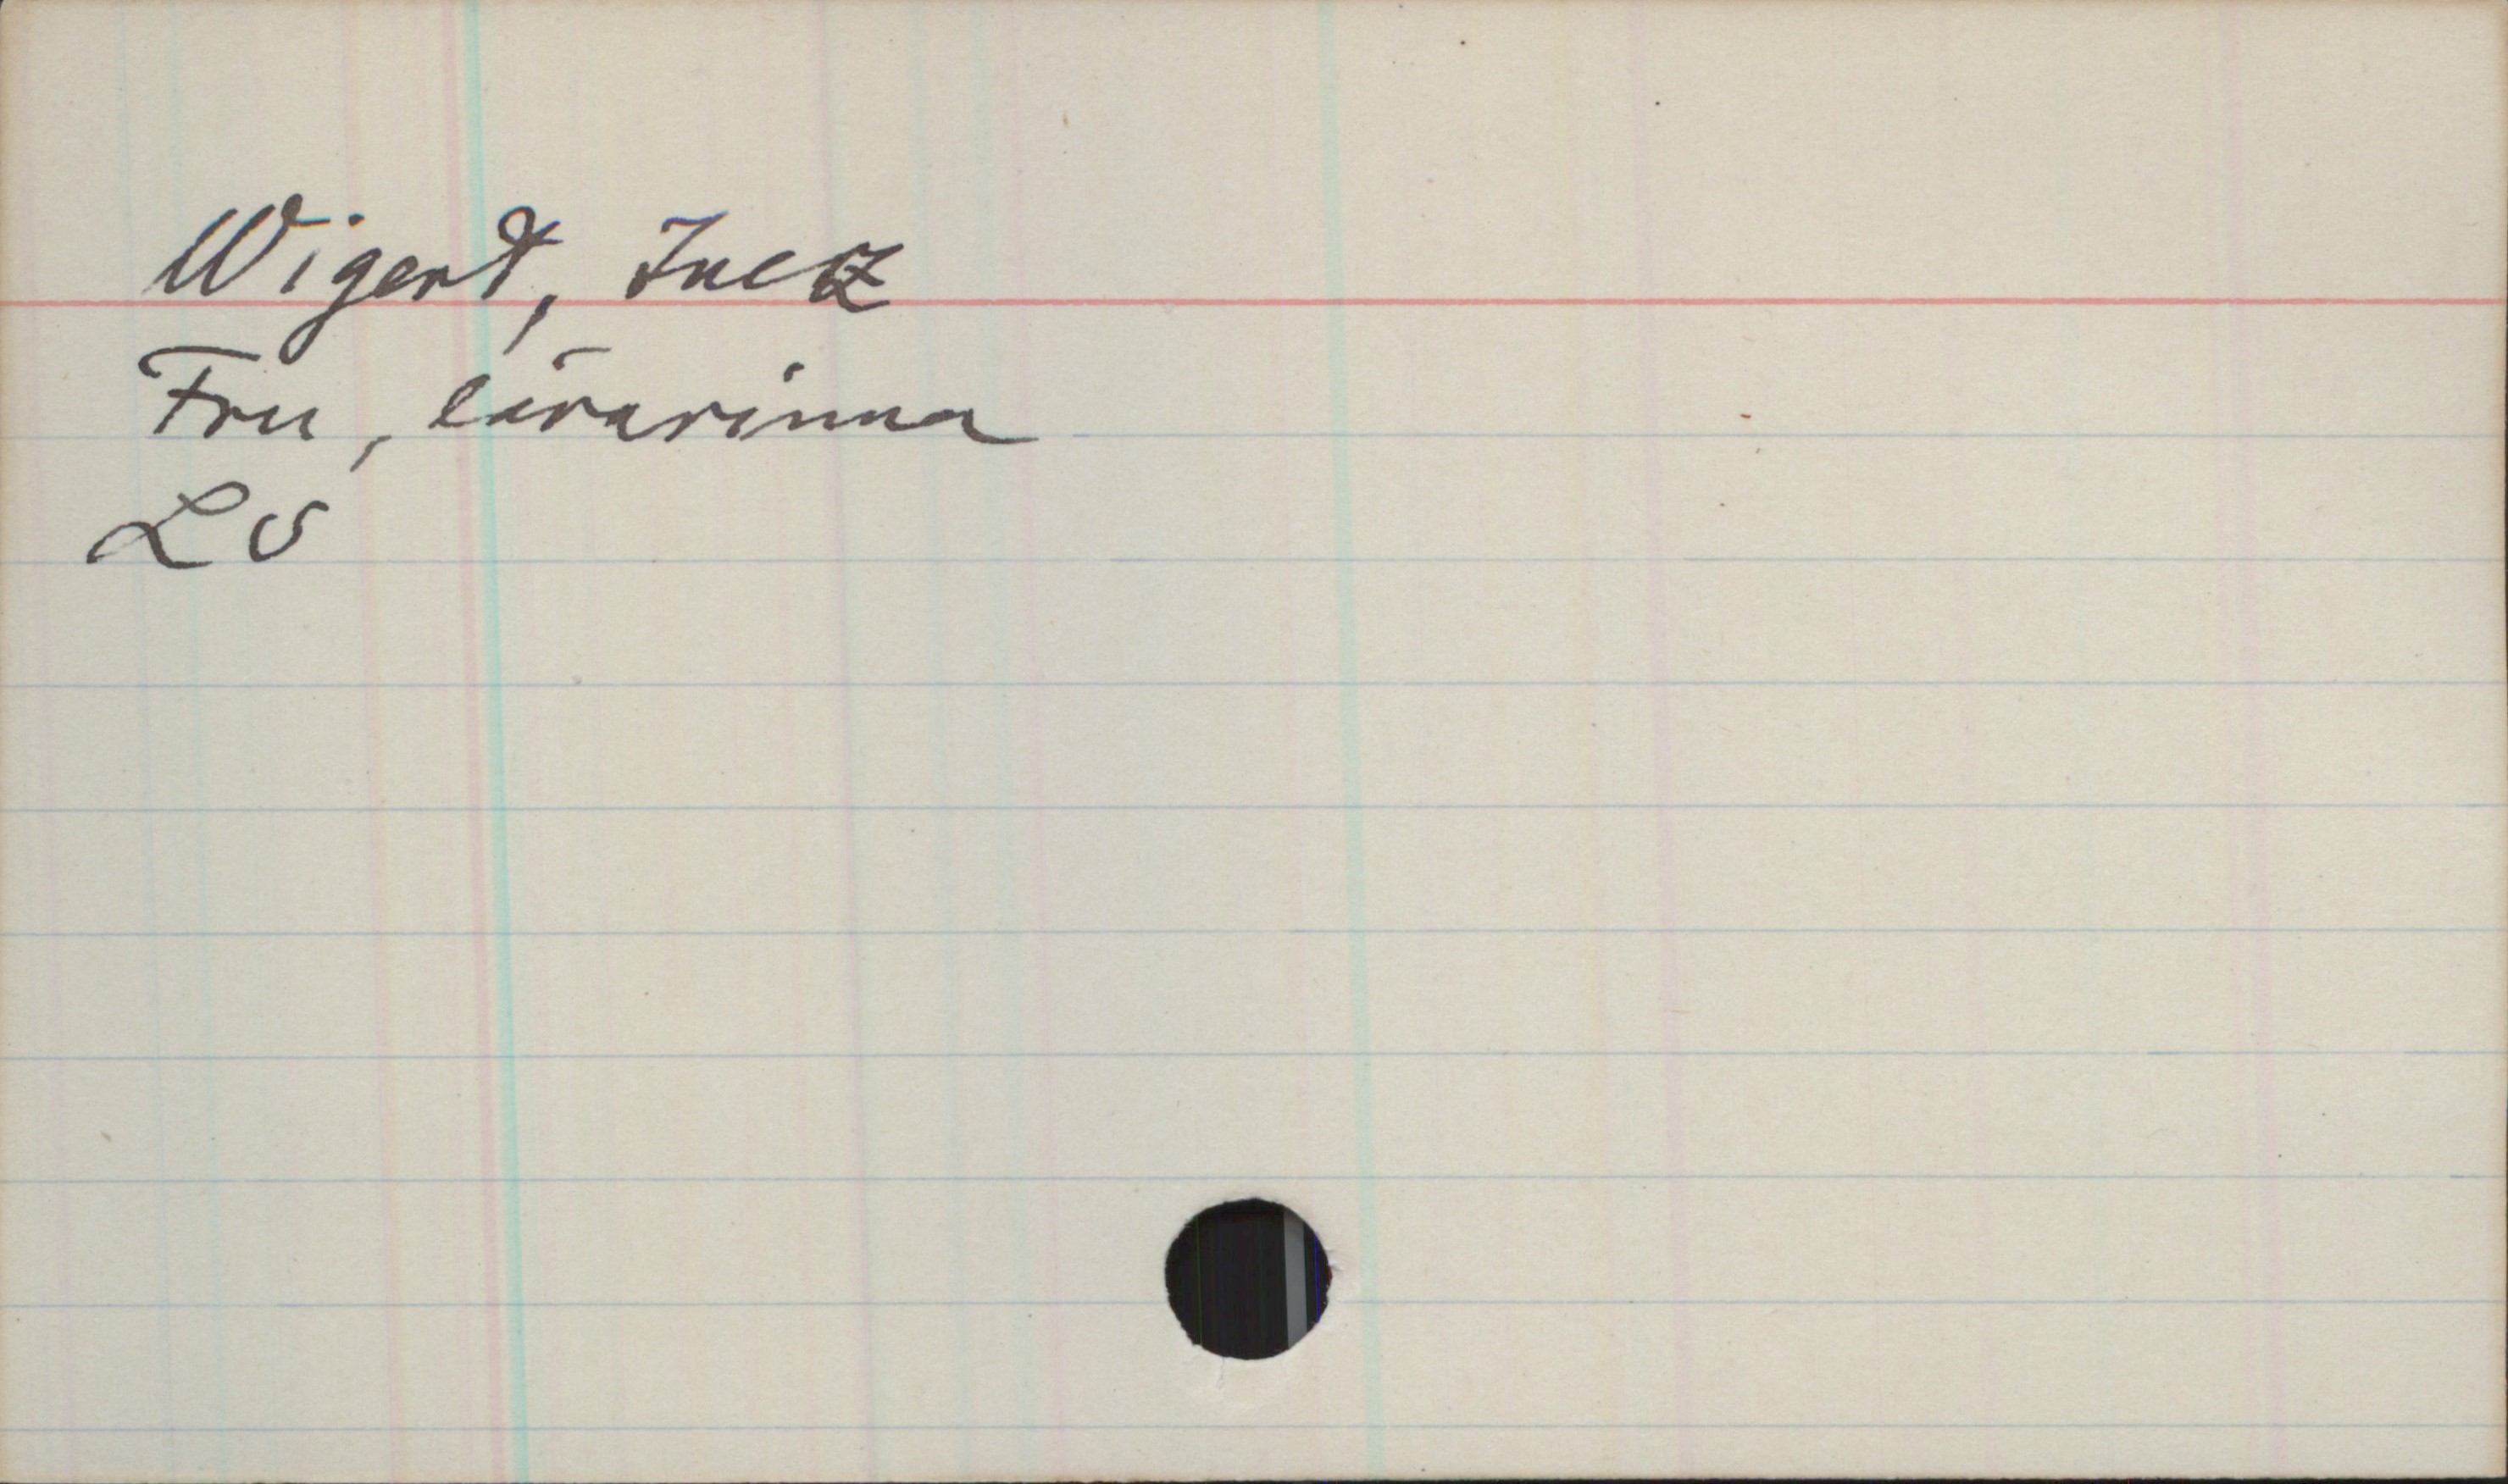 Wigert, Inez
Fru, lärarinna
LS